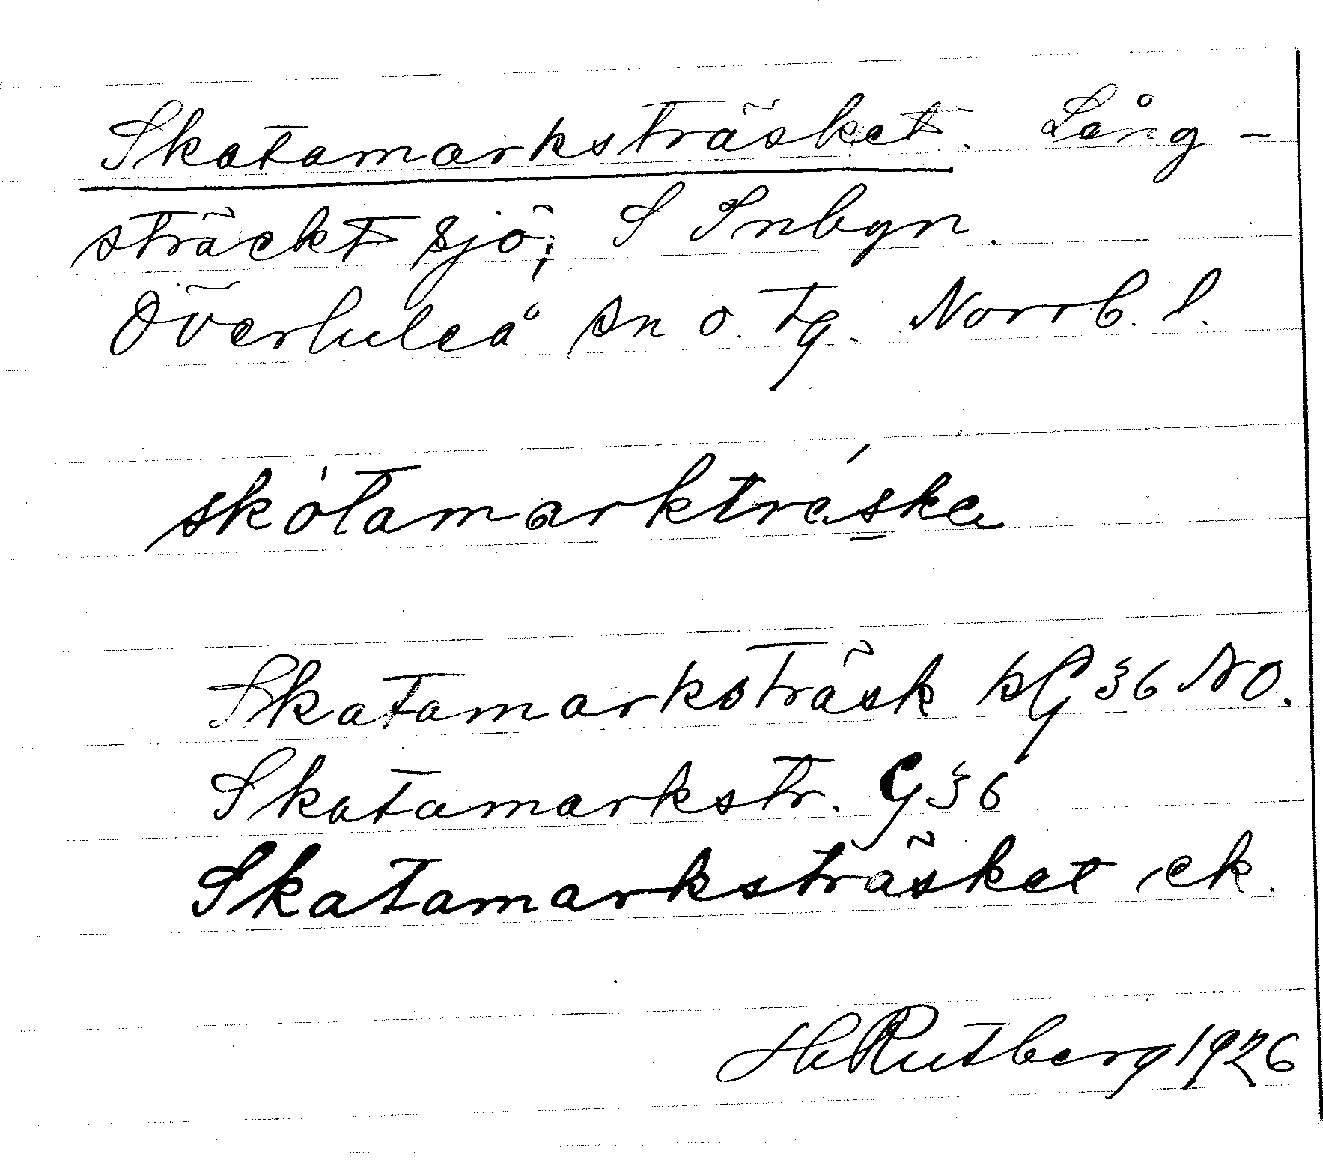 Skatamarksträsket. Lång-
sträckt sjö; S Inbyn.
Överluleå sn o. tg. Norrb. l.
skòtamarktráska
Skatamarksträsk kG 36 NO.
Skatamarkstr. G 36
Skatamarksträsket ek.
H Rutberg 1926